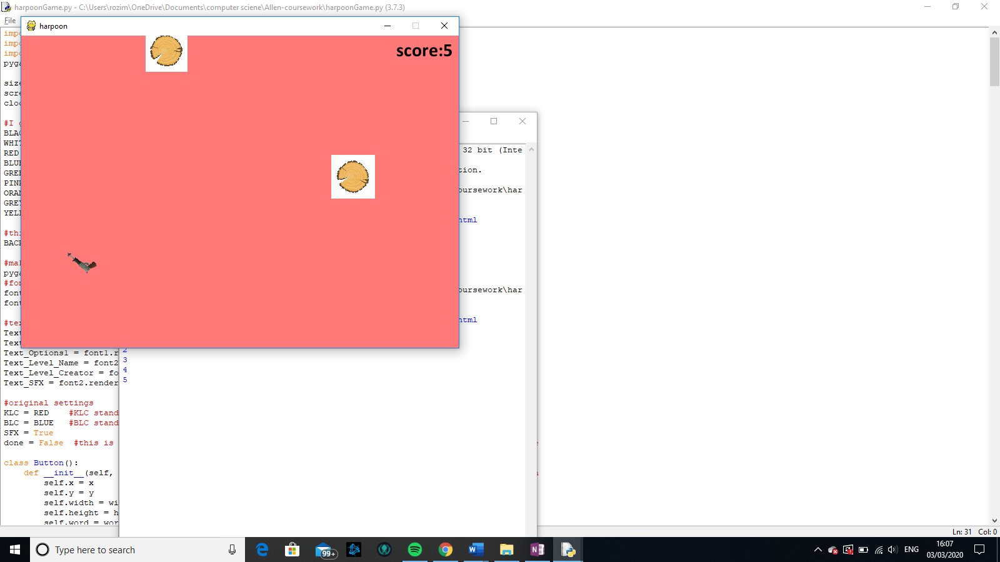 harpoonGame.py - C:\Users\rozim\OneDrive\Documents\computer sciene\Allen-coursework\harpoonGame.py (3.7.3)
File
harpoon
score:5
impo
impo
impo
pyga
size
scre
cloc
#I g
BLAC
WHIT
RED
BLUE
GREE
PINK
ORAN
GREY
YELL
#thi
BACK
#mak
pyga
#fon
font
font
#tex
Text
Text
Text_Options1 = font1.r
Text_Level_Name = font2
Text_Level_Creator = fo
Text_SFX = font2.render
#original settings
KLC = RED    #KLC stand
BLC = BLUE   #BLC stand
SFX = True
done = False  #this is
class Button():
def __init__(self,
self.x = x
self.y = y
self.width = wi
self.height = h
self.word = wor
32 bit (Inte
tion.
oursework\har
html
oursework\har
html
2
3
4
5
Ln: 31 Col: 0
Type here to search
99+
ENG
16:07
03/03/2020